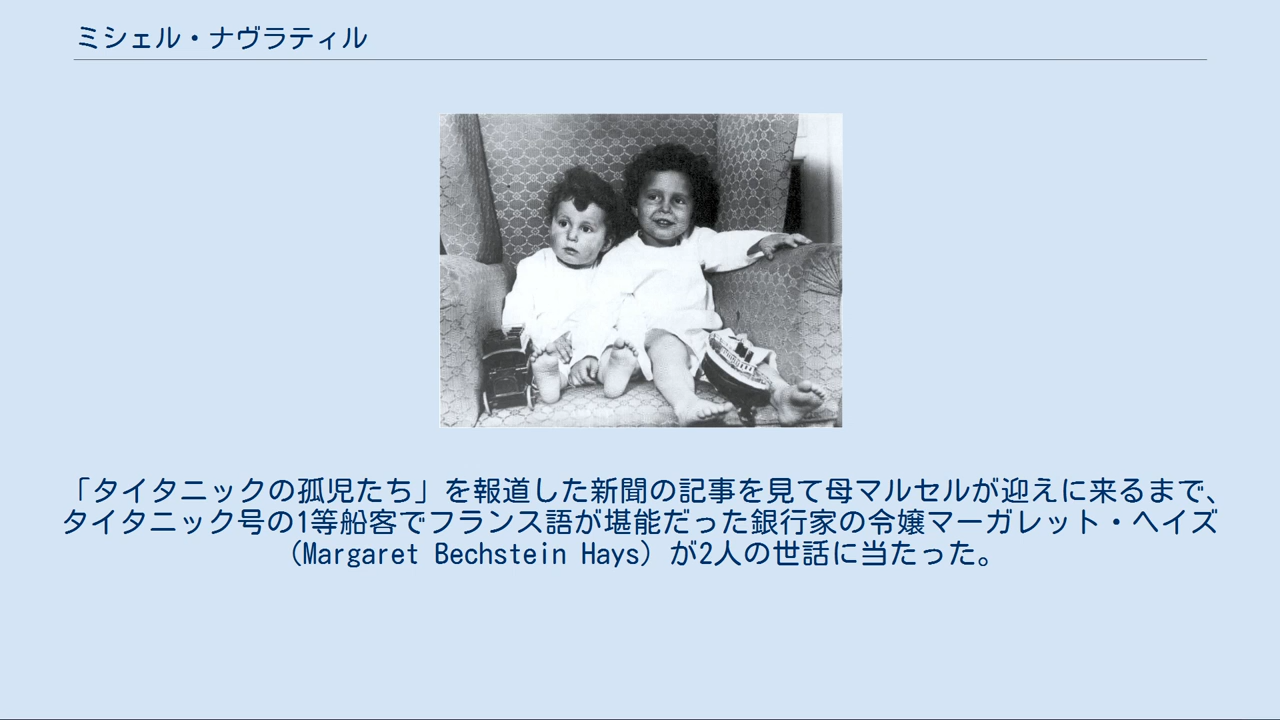 ミシェル・ナヴラティル
「タイタニックの孤児たち」を報道した新聞の記事を見て母マルセルが迎えに来るまで、
タイタニック号の1等船客でフランス語が堪能だった銀行家の令嬢マーガレット・ヘイズ
（Margaret Bechstein Hays）が2人の世話に当たった。